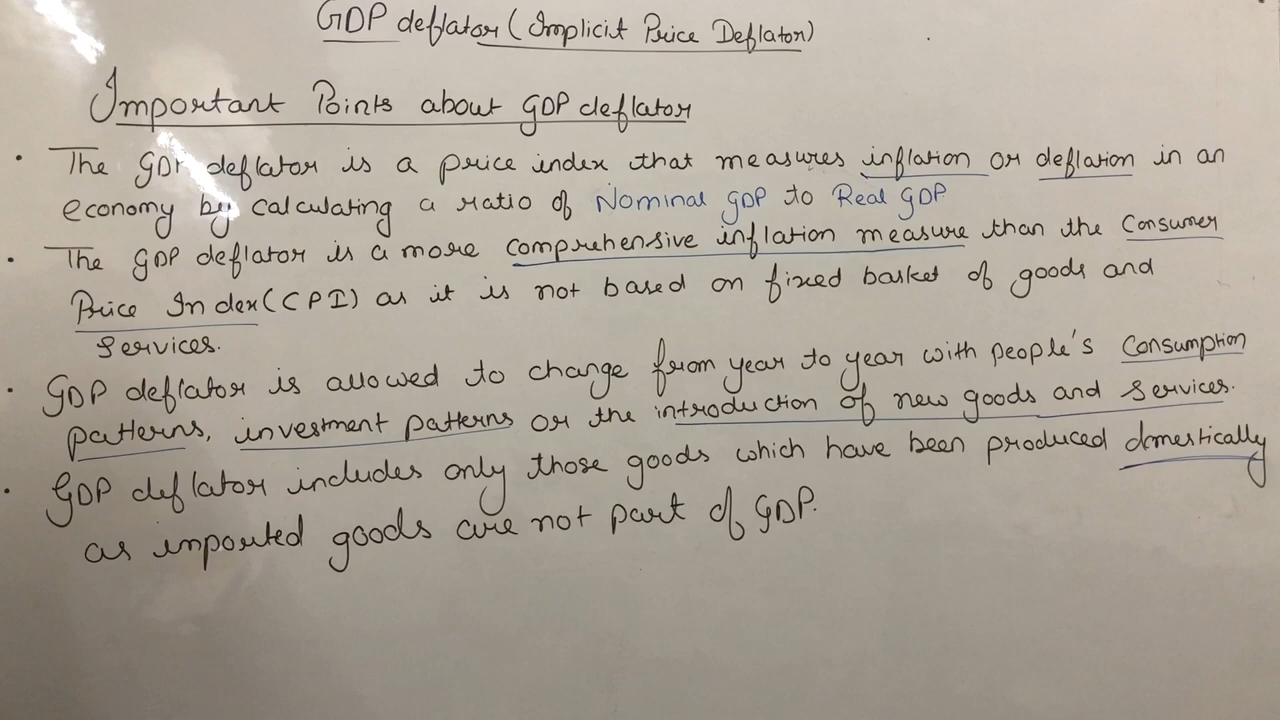 GDP deflator (Implicit Price Deflator)
Important Points about GDP deflator
• The GDP deflator is a price index that measures inflation or deflation in an
economy by calculating a ratio of Nominal GDP to Real GDP.
• The GDP deflator is a more comprehensive inflation measure than the Consumer
Price Index (CPI) as it is not based on fixed basket of goods and
services.
• GDP deflator is allowed to change from year to year with people's consumption
patterns, investment patterns or the introduction of new goods and services.
• GDP deflator includes only those goods which have been produced domestically
as imported goods are not part of GDP.